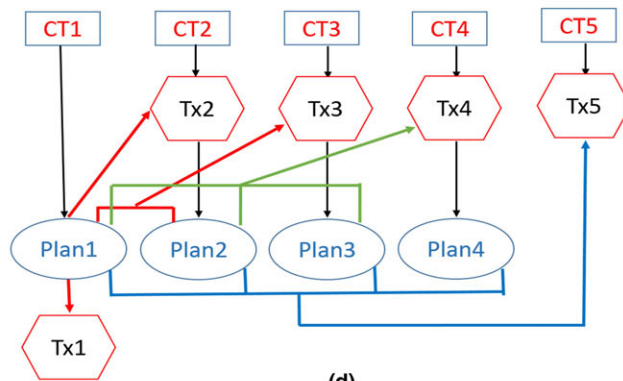 CT1 CT2 CT3 CT4 CT5
Tx2 Tx3 Tx4 Tx5
Plan1 Plan2 Plan3 Plan4
Tx1
(d)